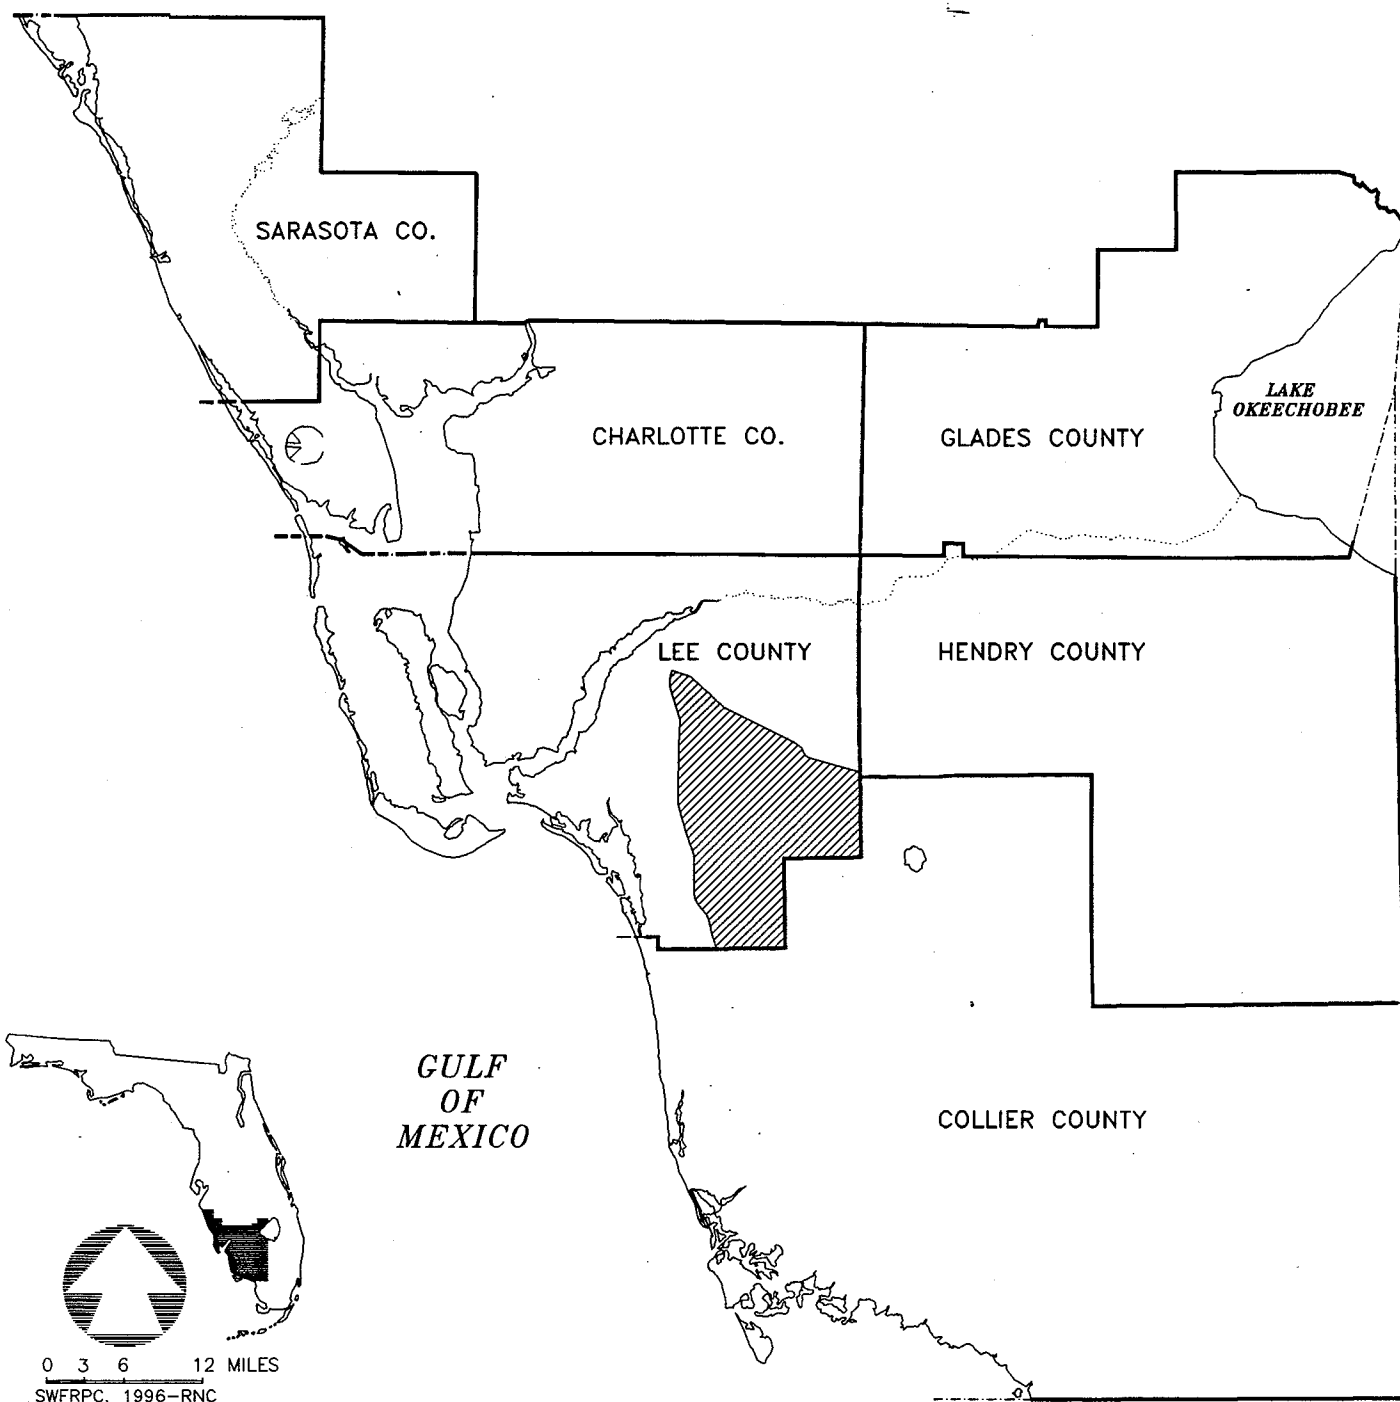 SARASOTA CO.
LAKE
OKEECHOBEE
CHARLOTTE CO.
GLADES COUNTY
LEE COUNTY
HENDRY COUNTY
GULF
OF
MEXICO
COLLIER COUNTY
0 3 6 12 MILES
SWFRPC, 1996-RNC